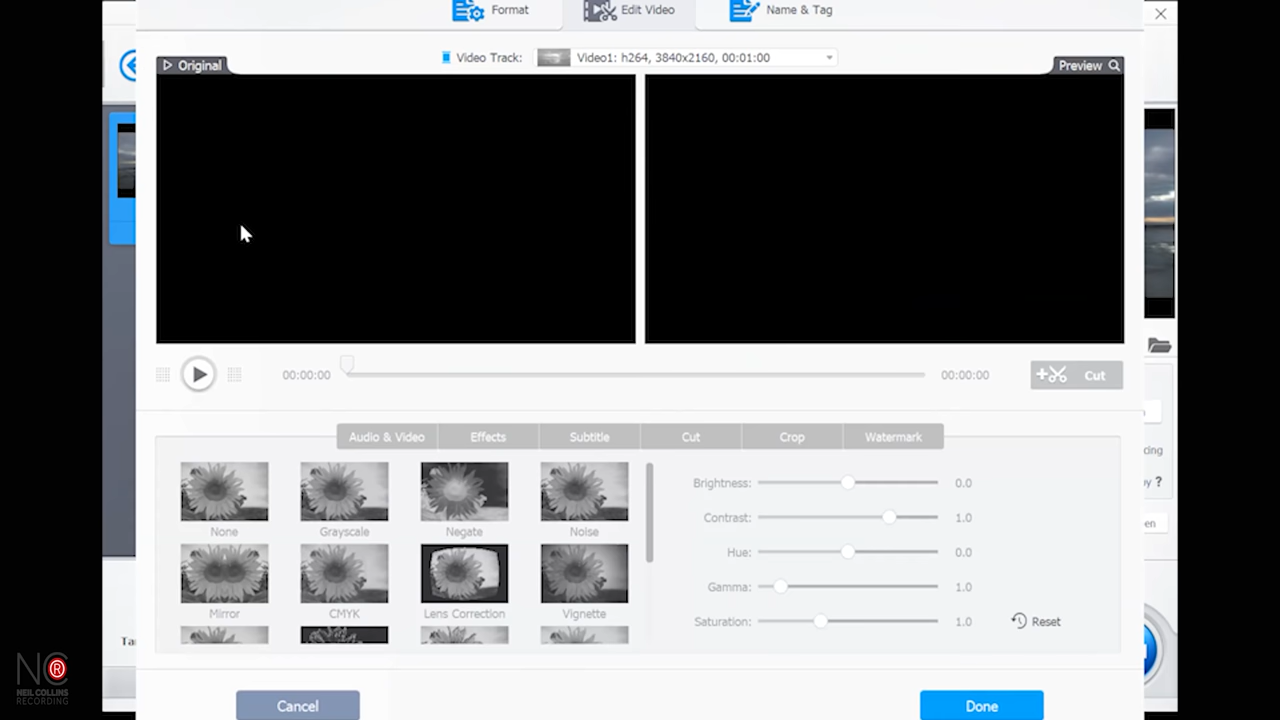 Format
Edit Video
Name & Tag
Video Track:
Video1: h264, 3840x2160, 00:01:00
Original
Preview
00:00:00
00:00:00
Cut
Audio & Video
Effects
Subtitle
Cut
Crop
Watermark
None
Grayscale
Negate
Noise
Mirror
CMYK
Lens Correction
Vignette
Brightness: 0.0
Contrast: 1.0
Hue: 0.0
Gamma: 1.0
Saturation: 1.0
Reset
?
Cancel
Done
NC
R
NEIL COLLINS
RECORDING